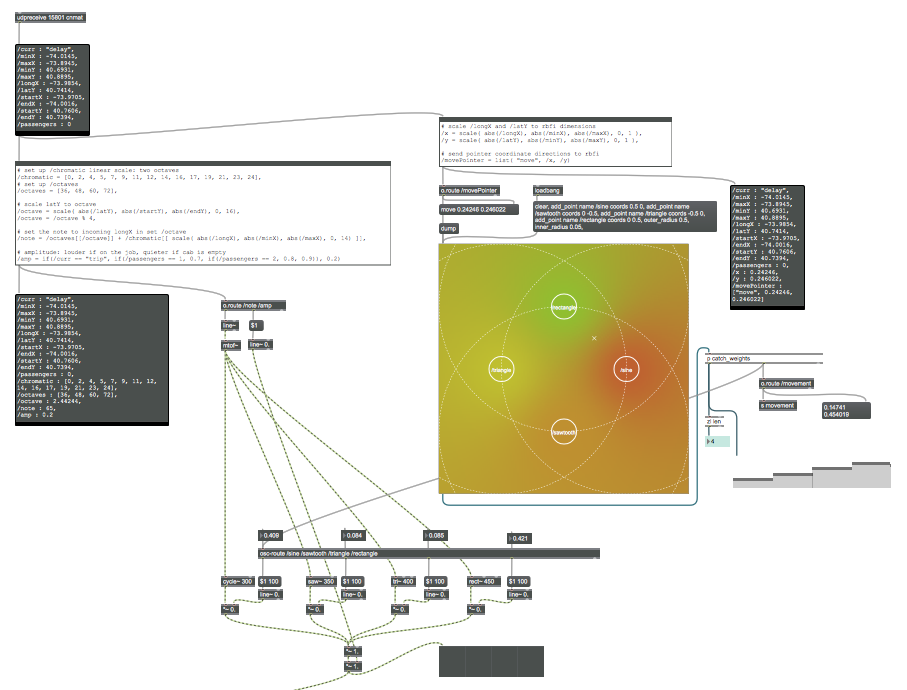 udpreceive 15801 cnmat
/curr : "delay",
/minX : -74.0145,
/maxX : -73.8945,
/minY : 40.6931,
/maxY : 40.8895,
/longX : -73.9854,
/latY : 40.7414,
/startX : -73.9705,
/endX : -74.0016,
/startY : 40.7606,
/endY : 40.7394,
/passengers : 0
# scale /longX and /latY to rbfi dimensions
/x = scale( abs(/longX), abs(/minX), abs(/maxX), 0, 1 ),
/y = scale( abs(/latY), abs(/minY), abs(/maxY), 0, 1 ),
# send pointer coordinate directions to rbfi
/movePointer = list( "move", /x, /y)
# set up /chromatic linear scale: two octaves
/chromatic = [0, 2, 4, 5, 7, 9, 11, 12, 14, 16, 17, 19, 21, 23, 24],
# set up /octaves
/octaves = [36, 48, 60, 72],
# scale latY to octave
/octave = scale( abs(/latY), abs(/startY), abs(/endY), 0, 16),
/octave = /octave % 4,
# set the note to incoming longX in set /octave
/note = /octaves[[/octave]] + /chromatic[[ scale( abs(/longX), abs(/minX), abs(/maxX), 0, 14) ]],
# amplitude: louder if on the job, quieter if cab is empty
/amp = if(/curr == "trip", if(/passengers == 1, 0.7, if(/passengers == 2, 0.8, 0.9)), 0.2)
o.route /movePointer
loadbang
move 0.24246 0.246022
dump
clear, add_point name /sine coords 0.5 0, add_point name
/sawtooth coords 0 -0.5, add_point name /triangle coords -0.5 0,
add_point name /rectangle coords 0 0.5, outer_radius 0.5,
inner_radius 0.05,
/curr : "delay",
/minX : -74.0145,
/maxX : -73.8945,
/minY : 40.6931,
/maxY : 40.8895,
/longX : -73.9854,
/latY : 40.7414,
/startX : -73.9705,
/endX : -74.0016,
/startY : 40.7606,
/endY : 40.7394,
/passengers : 0,
/x : 0.24246,
/y : 0.246022,
/movePointer :
["move", 0.24246,
0.246022]
/curr : "delay",
/minX : -74.0145,
/maxX : -73.8945,
/minY : 40.6931,
/maxY : 40.8895,
/longX : -73.9854,
/latY : 40.7414,
/startX : -73.9705,
/endX : -74.0016,
/startY : 40.7606,
/endY : 40.7394,
/passengers : 0,
/chromatic : [0, 2, 4, 5, 7, 9, 11, 12,
14, 16, 17, 19, 21, 23, 24],
/octaves : [36, 48, 60, 72],
/octave : 2.44244,
/note : 65,
/amp : 0.2
o.route /note /amp
line~
$1
mtof~
line~ 0.
/rectangle
/triangle
/sine
/sawtooth
p catch_weights
o.route /movement
s movement
0.14741
0.454019
zl len
4
0.409
0.084
0.085
0.421
osc-route /sine /sawtooth /triangle /rectangle
cycle~ 300
$1 100
saw~ 350
$1 100
tri~ 400
$1 100
rect~ 450
$1 100
line~ 0.
line~ 0.
line~ 0.
line~ 0.
*~ 0.
*~ 0.
*~ 0.
*~ 0.
*~ 1.
*~ 1.